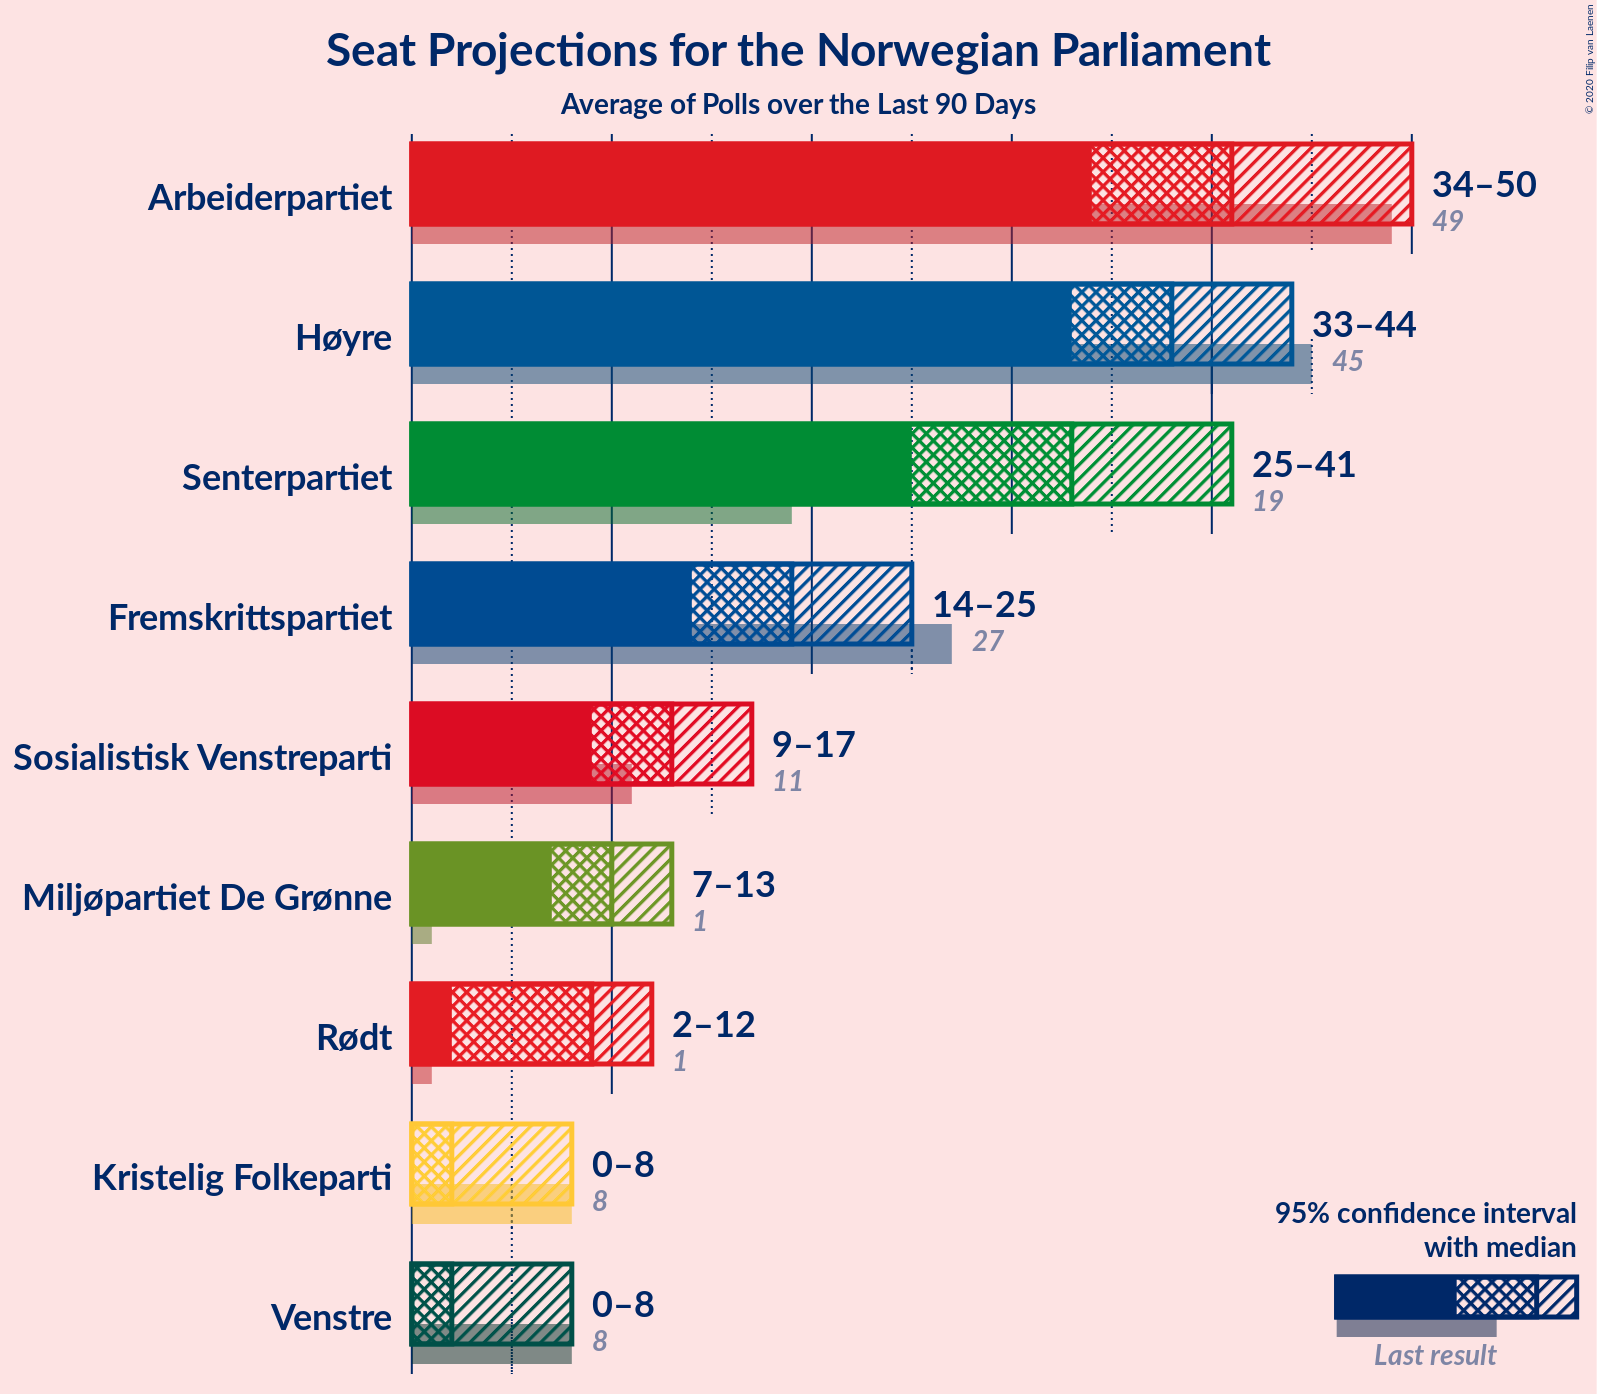 Seat Projections for the Norwegian Parliament
Average of Polls over the Last 90 Days
© 2020 Filip van Laenen
Arbeiderpartiet
34–50
49
Høyre
33–44
45
Senterpartiet
25–41
19
Fremskrittspartiet
14–25
27
Sosialistisk Venstreparti
9–17
11
Miljøpartiet De Grønne
7–13
1
Rødt
2–12
1
Kristelig Folkeparti
0–8
8
Venstre
0–8
8
95% confidence interval
with median
Last result